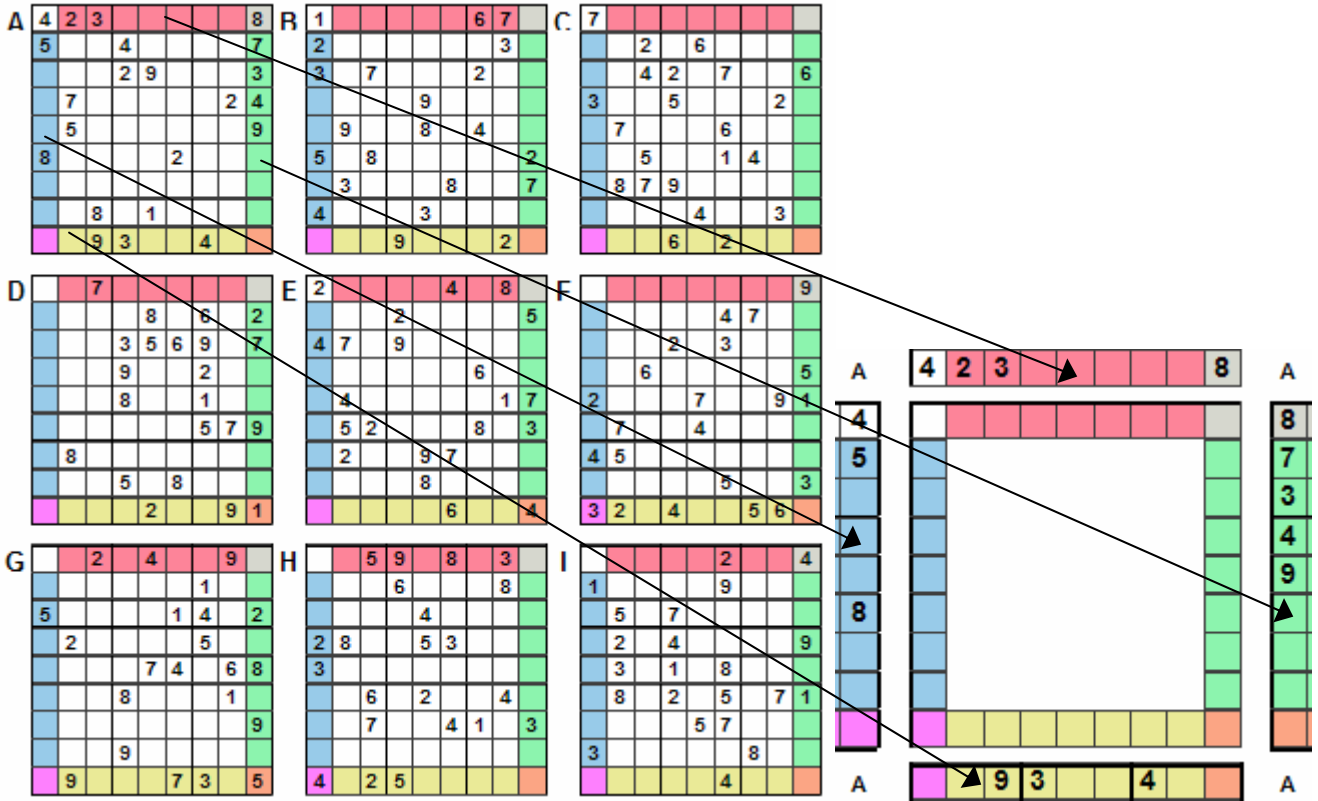 A 4 2 3 8 B 1 6 7 C 7
5 4 7 2 3 2 6
2 9 3 3 7 2 4 2 7 6
7 2 4 9 3 5 2
5 9 9 8 4 7 6
8 2 5 8 2 5 1 4
3 8 7 8 7 9
8 1 4 3 4 3
9 3 4 9 2 6 2
D 7 E 2 4 8 F 9
8 6 2 2 5 4 7
3 5 6 9 7 4 7 9 2 3
9 2 6 6 5
8 1 4 1 7 2 7 9 1
5 7 9 5 2 8 3 7 4
8 2 9 7 4 5
5 8 8 5 3
2 9 1 6 4 3 2 4 5 6
G 2 4 9 H 5 9 8 3 I 2 4
1 6 8 1 9
5 1 4 2 4 5 7
2 5 2 8 5 3 2 4 9
7 4 6 8 3 3 1 8
8 1 6 2 4 8 2 5 7 1
9 7 4 1 3 5 7
9 3 8
9 7 3 5 4 2 5 4
A 4 2 3 8 A
4 8
5 7
3
4
9
8
A 9 3 4 A